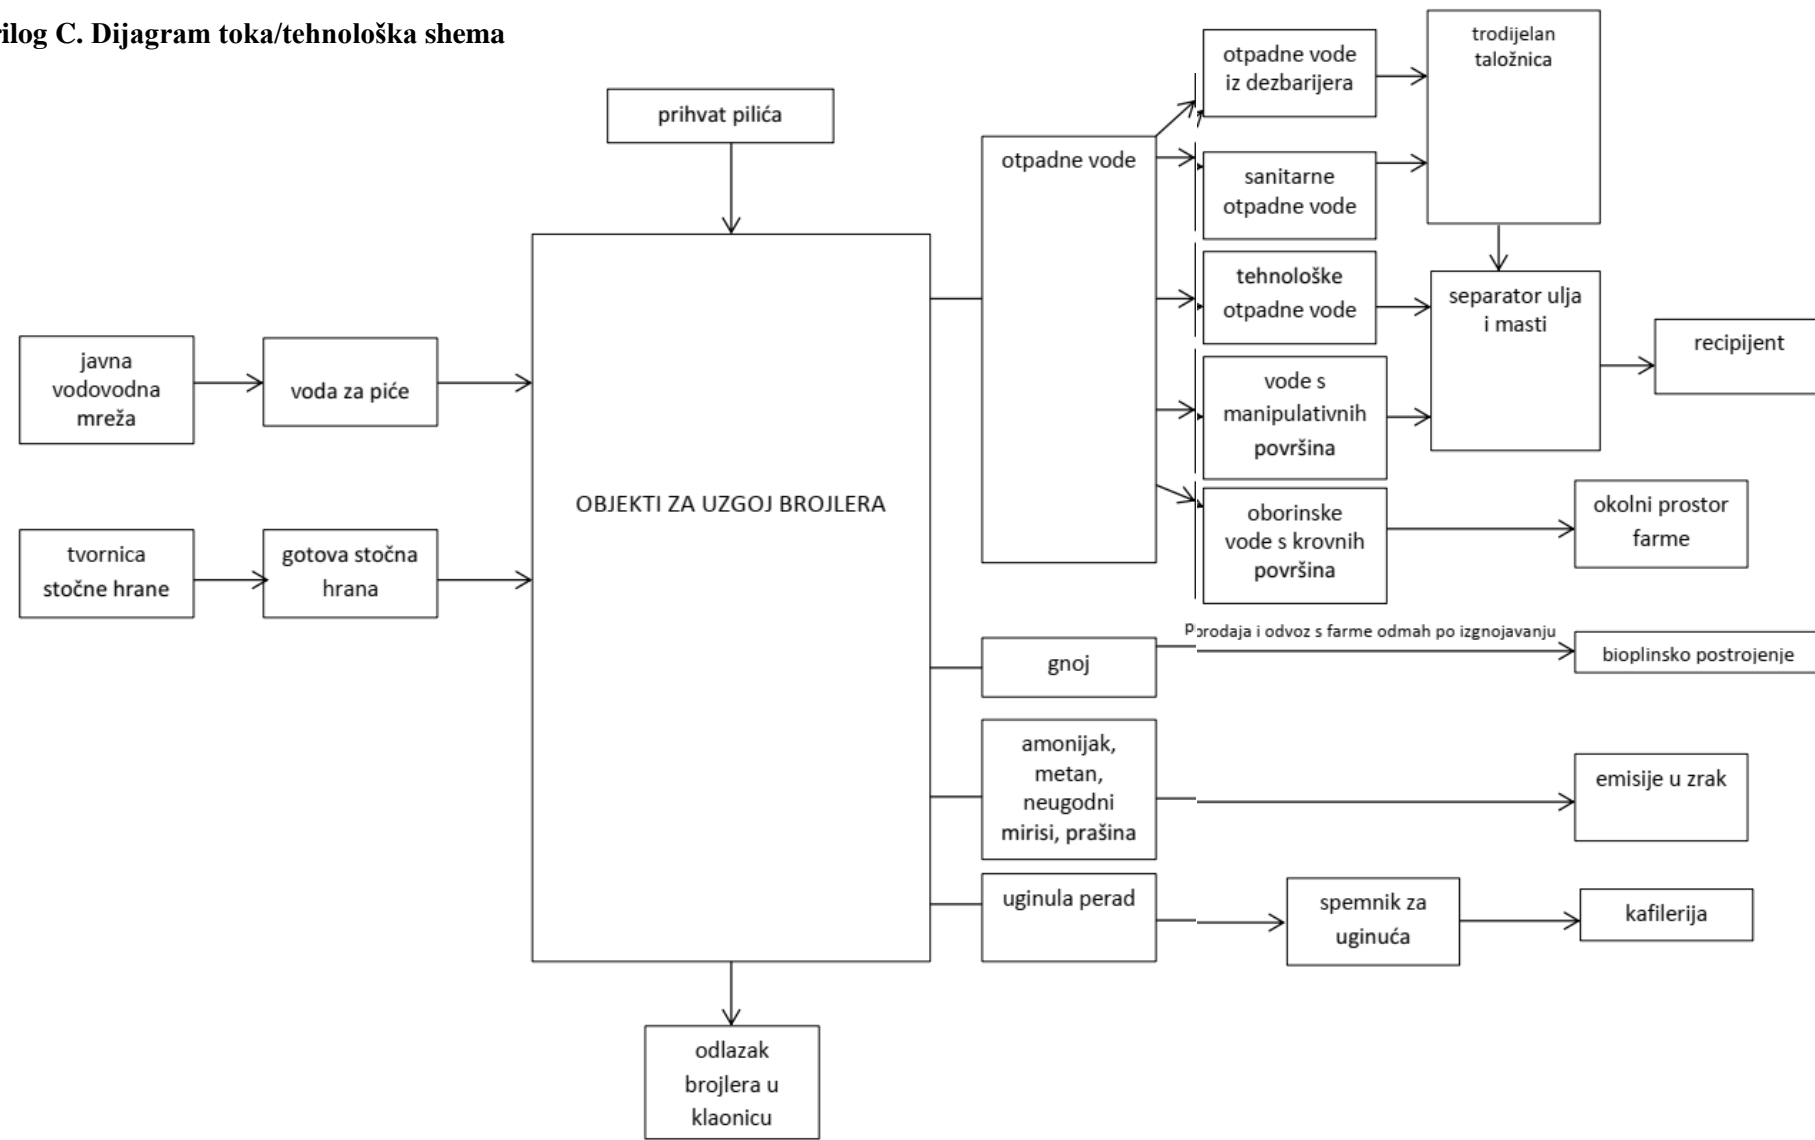 rilog C. Dijagram toka/tehnološka shema
prihvat pilića
javna
vodovodna
mreža
voda za piće
tvornica
stočne hrane
gotova stočna
hrana
OBJEKTI ZA UZGOJ BROJLERA
odlazak
brojlera u
klaonicu
otpadne vode
otpadne vode
iz dezbarijera
sanitarne
otpadne vode
tehnološke
otpadne vode
vode s
manipulativnih
površina
oborinske
vode s krovnih
površina
trodijelan
taložnica
separator ulja
i masti
recipijent
okolni prostor
farme
gnoj
prodaja i odvoz s farme odmah po izgnojavanju
bioplinsko postrojenje
amonijak,
metan,
neugodni
mirisi, prašina
emisije u zrak
uginula perad
spemnik za
uginuća
kafilerija